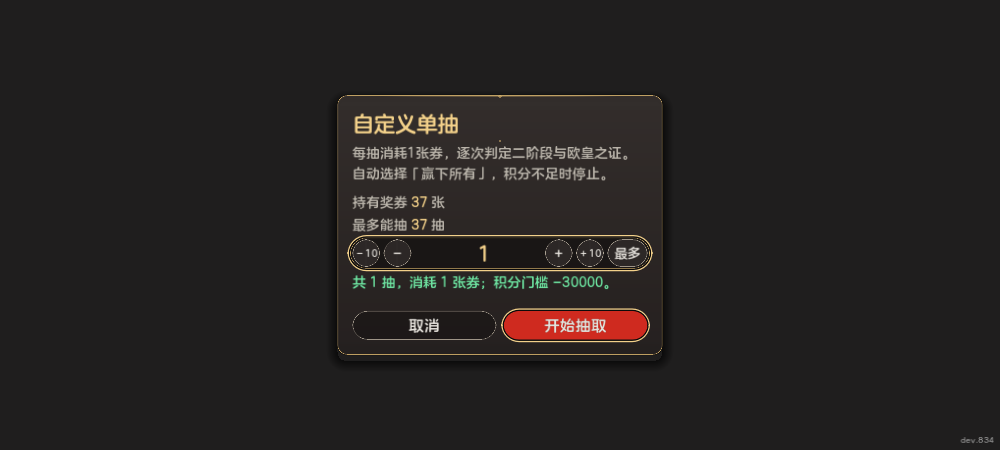 自定义单抽
每抽消耗1张券，逐次判定二阶段与欧皇之证。
自动选择「赢下所有」，积分不足时停止。
持有奖券 37 张
最多能抽 37 抽
-10 - 1 + +10 最多
共 1 抽，消耗 1 张券；积分门槛 -30000。
取消 开始抽取
dev.834